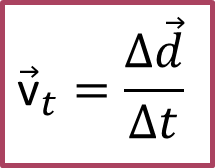 v⃗ₜ = Δd⃗ / Δt